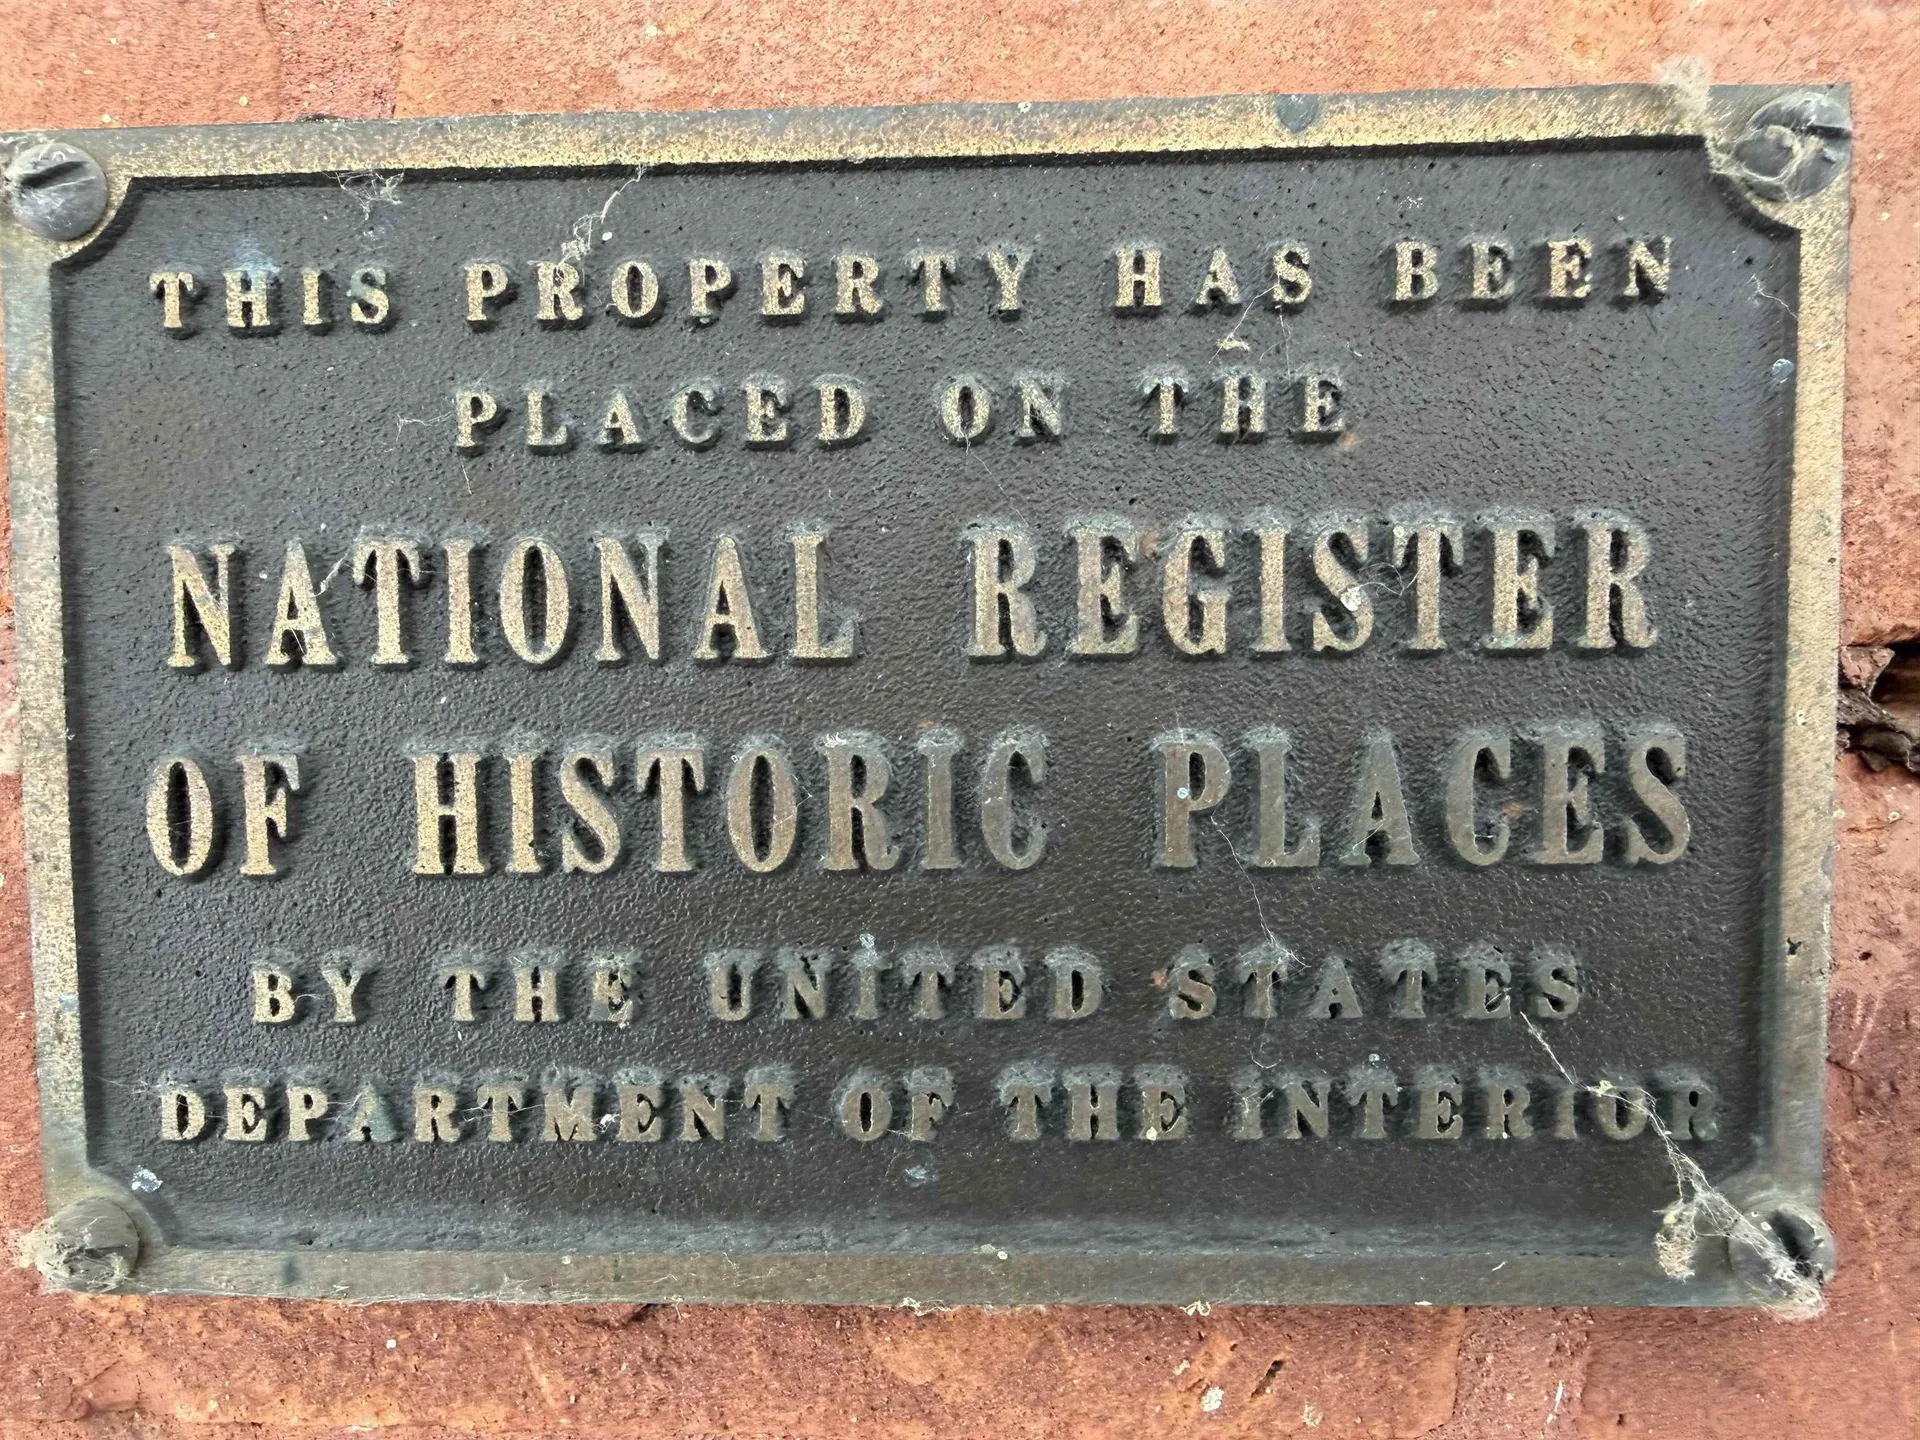 THIS PROPERTY HAS BEEN
PLACED ON THE
NATIONAL REGISTER
OF HISTORIC PLACES
BY THE UNITED STATES
DEPARTMENT OF THE INTERIOR